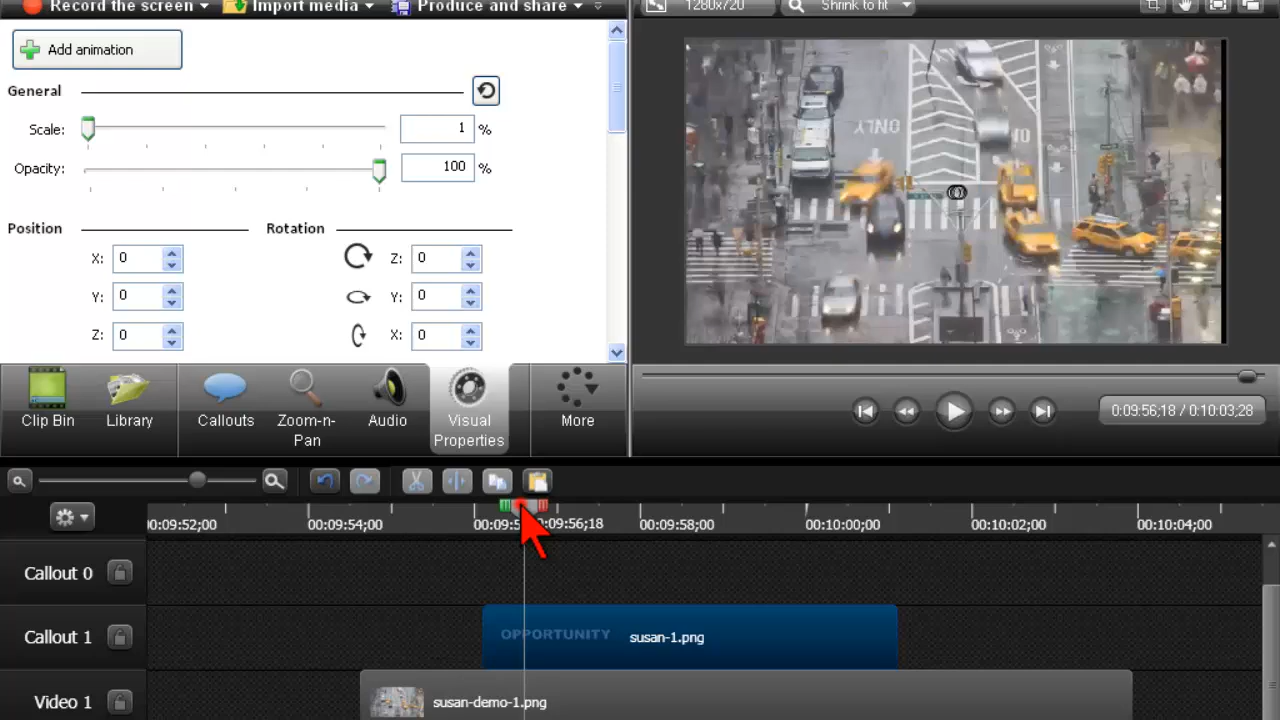 Record the screen Import media Produce and share
1280x720 Shrink to fit
Add animation
General
Scale: 1 %
Opacity: 100 %
Position Rotation
X: 0 Z: 0
Y: 0 Y: 0
Z: 0 X: 0
ONLY
Clip Bin Library Callouts Zoom-n-Pan Audio Visual Properties More
0:09:56;18 / 0:10:03;28
00:09:52;00 00:09:54;00 00:09:56;18 00:09:58;00 00:10:00;00 00:10:02;00 00:10:04;00
Callout 0
Callout 1 OPPORTUNITY susan-1.png
Video 1 susan-demo-1.png